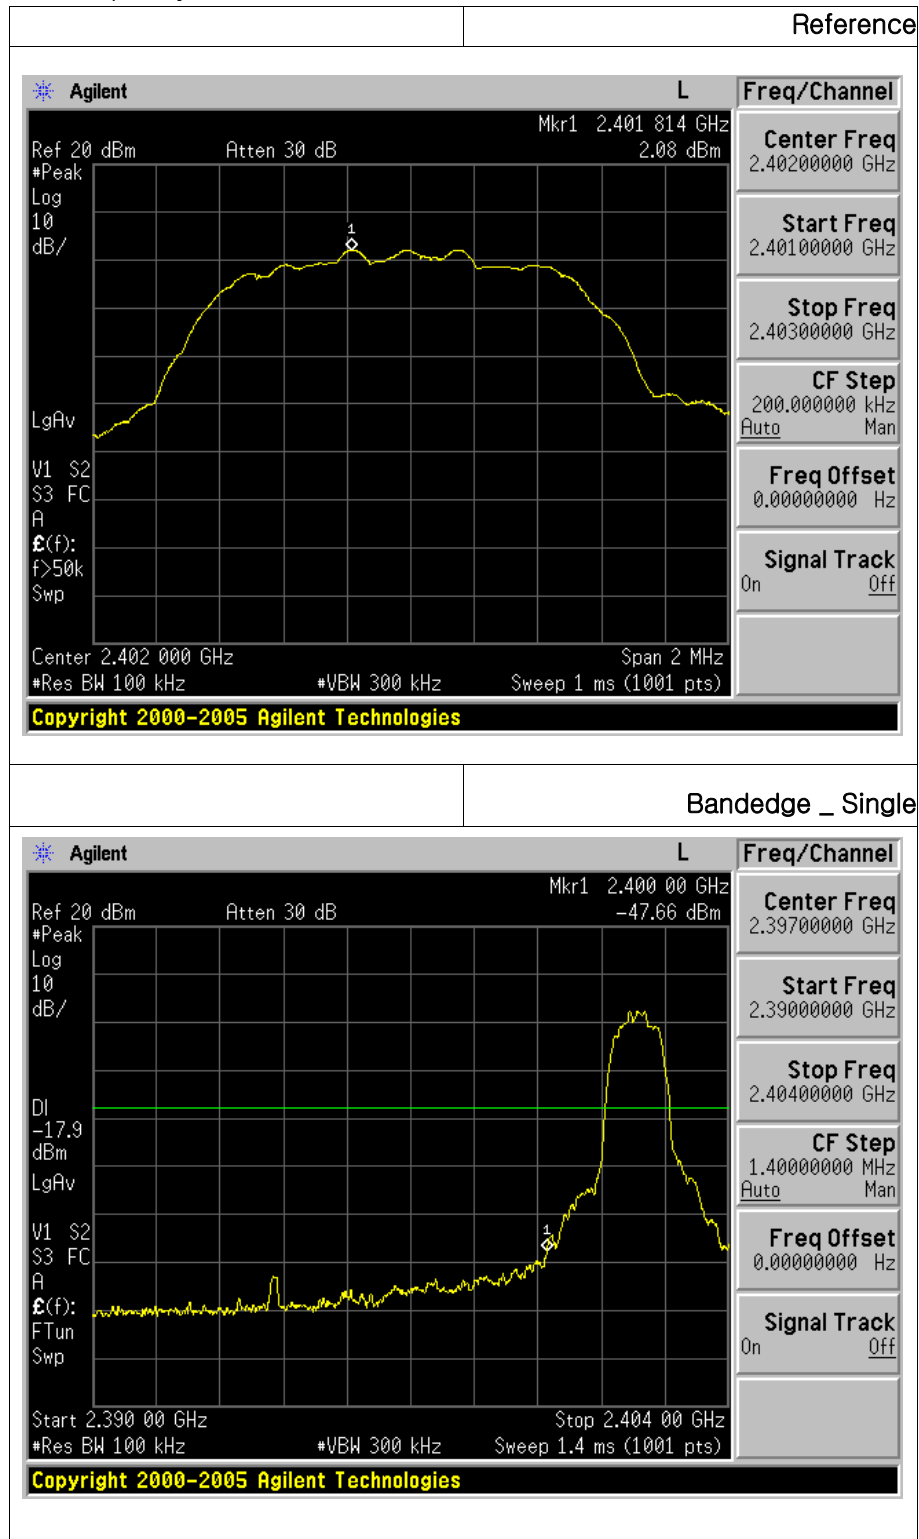 Reference
Agilent L Freq/Channel
Mkr1 2.401 814 GHz
Ref 20 dBm Atten 30 dB 2.08 dBm
#Peak
Log
10
dB/
1
LgAv
V1 S2
S3 FC
A
£(f):
f>50k
Swp
Center 2.402 000 GHz Span 2 MHz
#Res BW 100 kHz #VBW 300 kHz Sweep 1 ms (1001 pts)
Copyright 2000-2005 Agilent Technologies
Center Freq
2.40200000 GHz
Start Freq
2.40100000 GHz
Stop Freq
2.40300000 GHz
CF Step
200.000000 kHz
Auto Man
Freq Offset
0.00000000 Hz
Signal Track
On Off
Bandedge _ Single
Agilent L Freq/Channel
Mkr1 2.400 00 GHz
Ref 20 dBm Atten 30 dB -47.66 dBm
#Peak
Log
10
dB/
DI
-17.9
dBm
LgAv
1
V1 S2
S3 FC
A
£(f):
FTun
Swp
Start 2.390 00 GHz Stop 2.404 00 GHz
#Res BW 100 kHz #VBW 300 kHz Sweep 1.4 ms (1001 pts)
Copyright 2000-2005 Agilent Technologies
Center Freq
2.39700000 GHz
Start Freq
2.39000000 GHz
Stop Freq
2.40400000 GHz
CF Step
1.40000000 MHz
Auto Man
Freq Offset
0.00000000 Hz
Signal Track
On Off